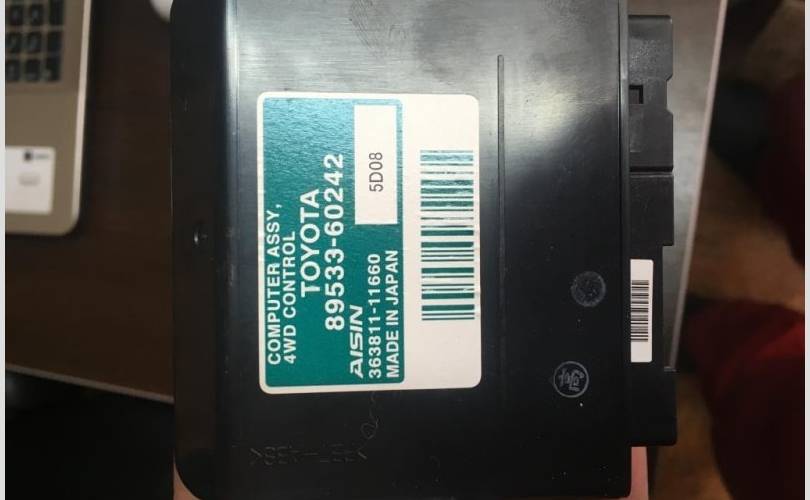 COMPUTER ASSY,
4WD CONTROL
TOYOTA
89533-60242
5D08
AISIN
363811-11660
MADE IN JAPAN